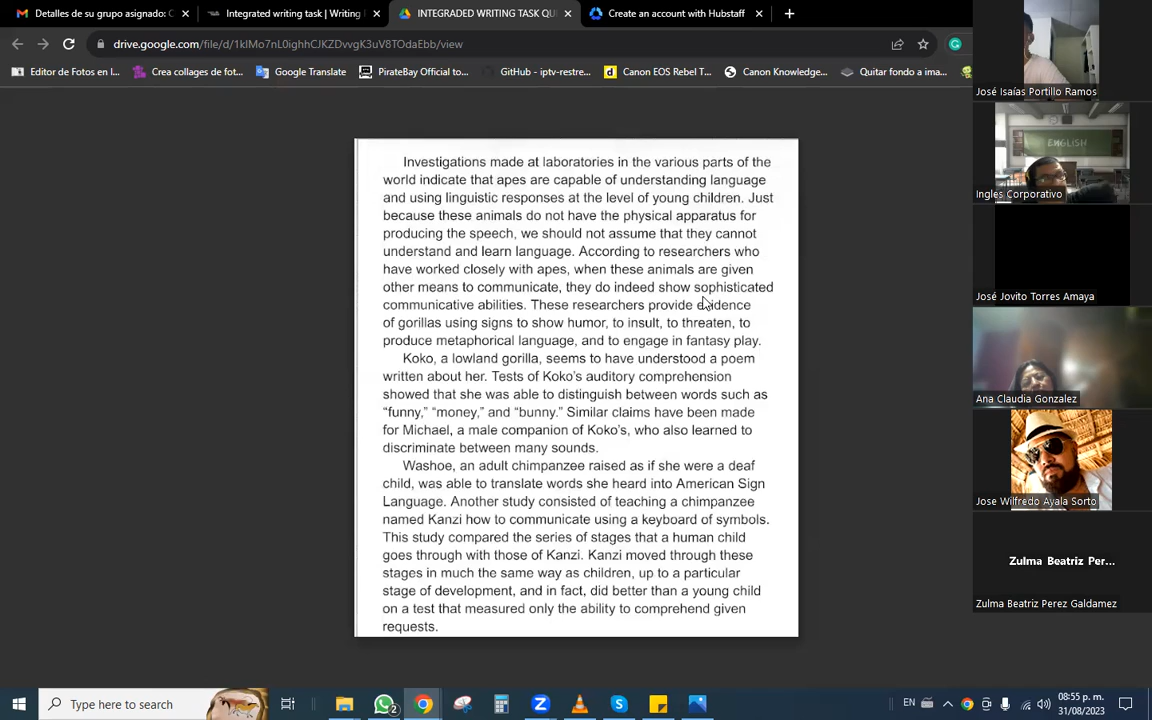 Detalles de su grupo asignado: C
Integrated writing task | Writing
INTEGRADED WRITING TASK QU
Create an account with Hubstaff
drive.google.com/file/d/1klMo7nL0ighhCJKZDvvgK3uV8TOdaEbb/view
Editor de Fotos en l...
Crea collages de fot...
Google Translate
PirateBay Official to...
GitHub - iptv-restre...
Canon EOS Rebel T...
Canon Knowledge...
Quitar fondo a ima...
Investigations made at laboratories in the various parts of the
world indicate that apes are capable of understanding language
and using linguistic responses at the level of young children. Just
because these animals do not have the physical apparatus for
producing the speech, we should not assume that they cannot
understand and learn language. According to researchers who
have worked closely with apes, when these animals are given
other means to communicate, they do indeed show sophisticated
communicative abilities. These researchers provide evidence
of gorillas using signs to show humor, to insult, to threaten, to
produce metaphorical language, and to engage in fantasy play.
Koko, a lowland gorilla, seems to have understood a poem
written about her. Tests of Koko's auditory comprehension
showed that she was able to distinguish between words such as
“funny,” “money,” and “bunny.” Similar claims have been made
for Michael, a male companion of Koko's, who also learned to
discriminate between many sounds.
Washoe, an adult chimpanzee raised as if she were a deaf
child, was able to translate words she heard into American Sign
Language. Another study consisted of teaching a chimpanzee
named Kanzi how to communicate using a keyboard of symbols.
This study compared the series of stages that a human child
goes through with those of Kanzi. Kanzi moved through these
stages in much the same way as children, up to a particular
stage of development, and in fact, did better than a young child
on a test that measured only the ability to comprehend given
requests.
José Isaías Portillo Ramos
ENGLISH
Ingles Corporativo
José Jovito Torres Amaya
Ana Claudia Gonzalez
Jose Wilfredo Ayala Sorto
Zulma Beatriz Per...
Zulma Beatriz Perez Galdamez
Type here to search
2
EN
08:55 p. m.
31/08/2023